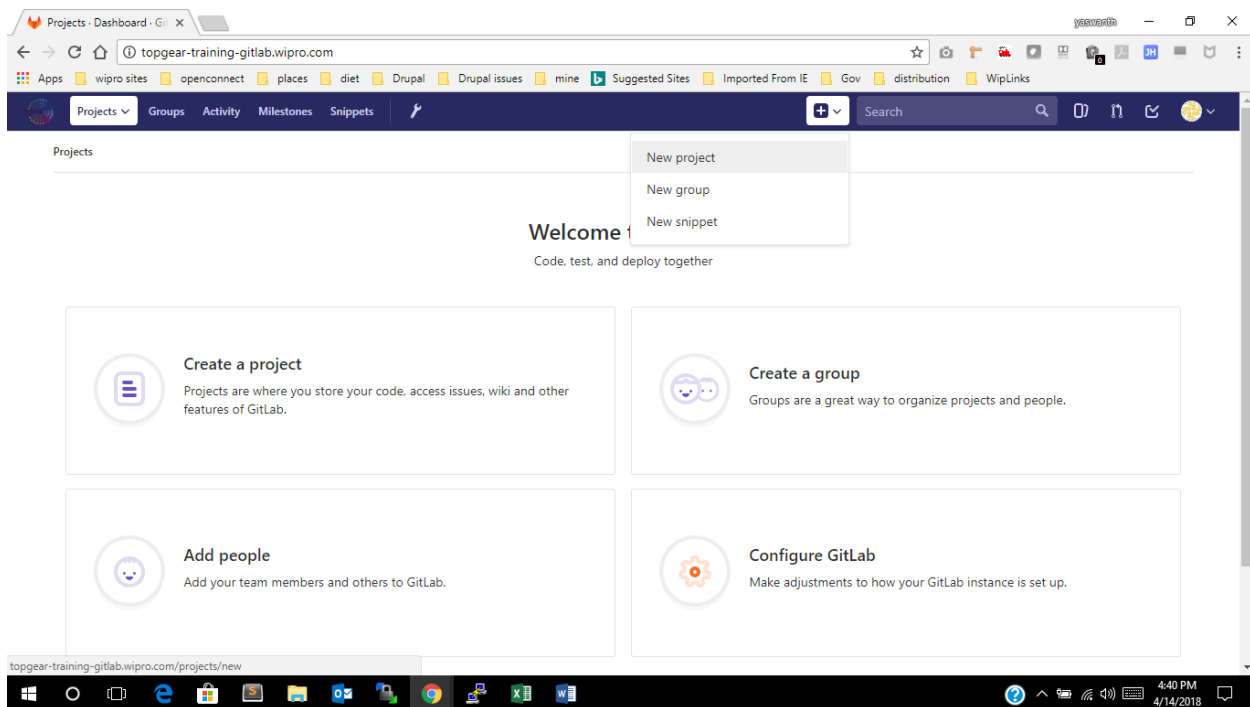 Projects · Dashboard · Gi
yaswanth
topgear-training-gitlab.wipro.com
Apps wipro sites openconnect places diet Drupal Drupal issues mine Suggested Sites Imported From IE Gov distribution WipLinks
Projects Groups Activity Milestones Snippets Search
Projects
New project
New group
New snippet
Welcome t
Code, test, and deploy together
Create a project
Projects are where you store your code, access issues, wiki and other
features of GitLab.
Create a group
Groups are a great way to organize projects and people.
Add people
Add your team members and others to GitLab.
Configure GitLab
Make adjustments to how your GitLab instance is set up.
topgear-training-gitlab.wipro.com/projects/new
4:40 PM
4/14/2018